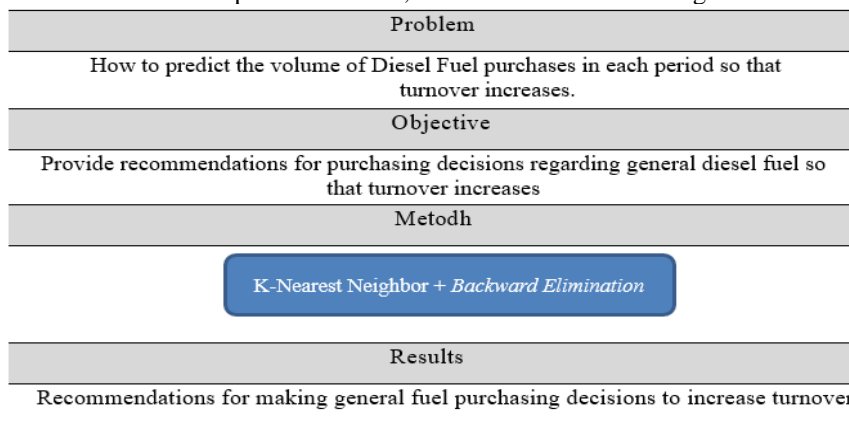 Problem
How to predict the volume of Diesel Fuel purchases in each period so that
turnover increases.
Objective
Provide recommendations for purchasing decisions regarding general diesel fuel so
that turnover increases
Metodh
K-Nearest Neighbor + Backward Elimination
Results
Recommendations for making general fuel purchasing decisions to increase turnover